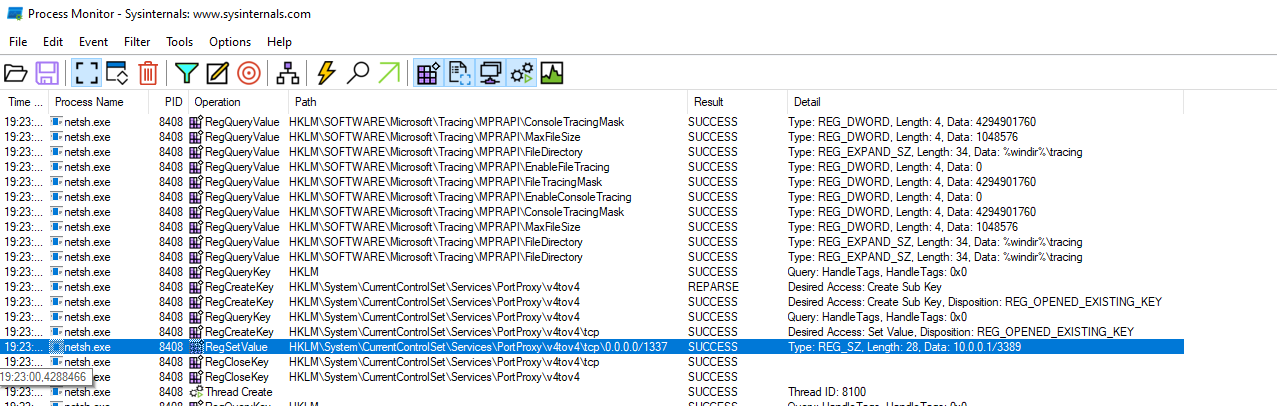 Process Monitor - Sysinternals: www.sysinternals.com
File Edit Event Filter Tools Options Help
Time ... Process Name PID Operation Path Result Detail
19:23:... netsh.exe 8408 RegQueryValue HKLM\SOFTWARE\Microsoft\Tracing\MPRAPI\ConsoleTracingMask SUCCESS Type: REG_DWORD, Length: 4, Data: 4294901760
19:23:... netsh.exe 8408 RegQueryValue HKLM\SOFTWARE\Microsoft\Tracing\MPRAPI\MaxFileSize SUCCESS Type: REG_DWORD, Length: 4, Data: 1048576
19:23:... netsh.exe 8408 RegQueryValue HKLM\SOFTWARE\Microsoft\Tracing\MPRAPI\FileDirectory SUCCESS Type: REG_EXPAND_SZ, Length: 34, Data: %windir%\tracing
19:23:... netsh.exe 8408 RegQueryValue HKLM\SOFTWARE\Microsoft\Tracing\MPRAPI\EnableFileTracing SUCCESS Type: REG_DWORD, Length: 4, Data: 0
19:23:... netsh.exe 8408 RegQueryValue HKLM\SOFTWARE\Microsoft\Tracing\MPRAPI\FileTracingMask SUCCESS Type: REG_DWORD, Length: 4, Data: 4294901760
19:23:... netsh.exe 8408 RegQueryValue HKLM\SOFTWARE\Microsoft\Tracing\MPRAPI\EnableConsoleTracing SUCCESS Type: REG_DWORD, Length: 4, Data: 0
19:23:... netsh.exe 8408 RegQueryValue HKLM\SOFTWARE\Microsoft\Tracing\MPRAPI\ConsoleTracingMask SUCCESS Type: REG_DWORD, Length: 4, Data: 4294901760
19:23:... netsh.exe 8408 RegQueryValue HKLM\SOFTWARE\Microsoft\Tracing\MPRAPI\MaxFileSize SUCCESS Type: REG_DWORD, Length: 4, Data: 1048576
19:23:... netsh.exe 8408 RegQueryValue HKLM\SOFTWARE\Microsoft\Tracing\MPRAPI\FileDirectory SUCCESS Type: REG_EXPAND_SZ, Length: 34, Data: %windir%\tracing
19:23:... netsh.exe 8408 RegQueryValue HKLM\SOFTWARE\Microsoft\Tracing\MPRAPI\FileDirectory SUCCESS Type: REG_EXPAND_SZ, Length: 34, Data: %windir%\tracing
19:23:... netsh.exe 8408 RegQueryKey HKLM SUCCESS Query: HandleTags, HandleTags: 0x0
19:23:... netsh.exe 8408 RegCreateKey HKLM\System\CurrentControlSet\Services\PortProxy\v4tov4 REPARSE Desired Access: Create Sub Key
19:23:... netsh.exe 8408 RegCreateKey HKLM\System\CurrentControlSet\Services\PortProxy\v4tov4 SUCCESS Desired Access: Create Sub Key, Disposition: REG_OPENED_EXISTING_KEY
19:23:... netsh.exe 8408 RegQueryKey HKLM\System\CurrentControlSet\Services\PortProxy\v4tov4 SUCCESS Query: HandleTags, HandleTags: 0x0
19:23:... netsh.exe 8408 RegCreateKey HKLM\System\CurrentControlSet\Services\PortProxy\v4tov4\tcp SUCCESS Desired Access: Set Value, Disposition: REG_OPENED_EXISTING_KEY
19:23:... netsh.exe 8408 RegSetValue HKLM\System\CurrentControlSet\Services\PortProxy\v4tov4\tcp\0.0.0.0/1337 SUCCESS Type: REG_SZ, Length: 28, Data: 10.0.0.1/3389
19:23:... netsh.exe 8408 RegCloseKey HKLM\System\CurrentControlSet\Services\PortProxy\v4tov4\tcp SUCCESS
19:23:00,4288466 netsh.exe 8408 RegCloseKey HKLM\System\CurrentControlSet\Services\PortProxy\v4tov4 SUCCESS
19:23:... netsh.exe 8408 Thread Create SUCCESS Thread ID: 8100
19:23:... netsh.exe 8408 RegQueryKey HKLM SUCCESS Query: HandleTags, HandleTags: 0x0